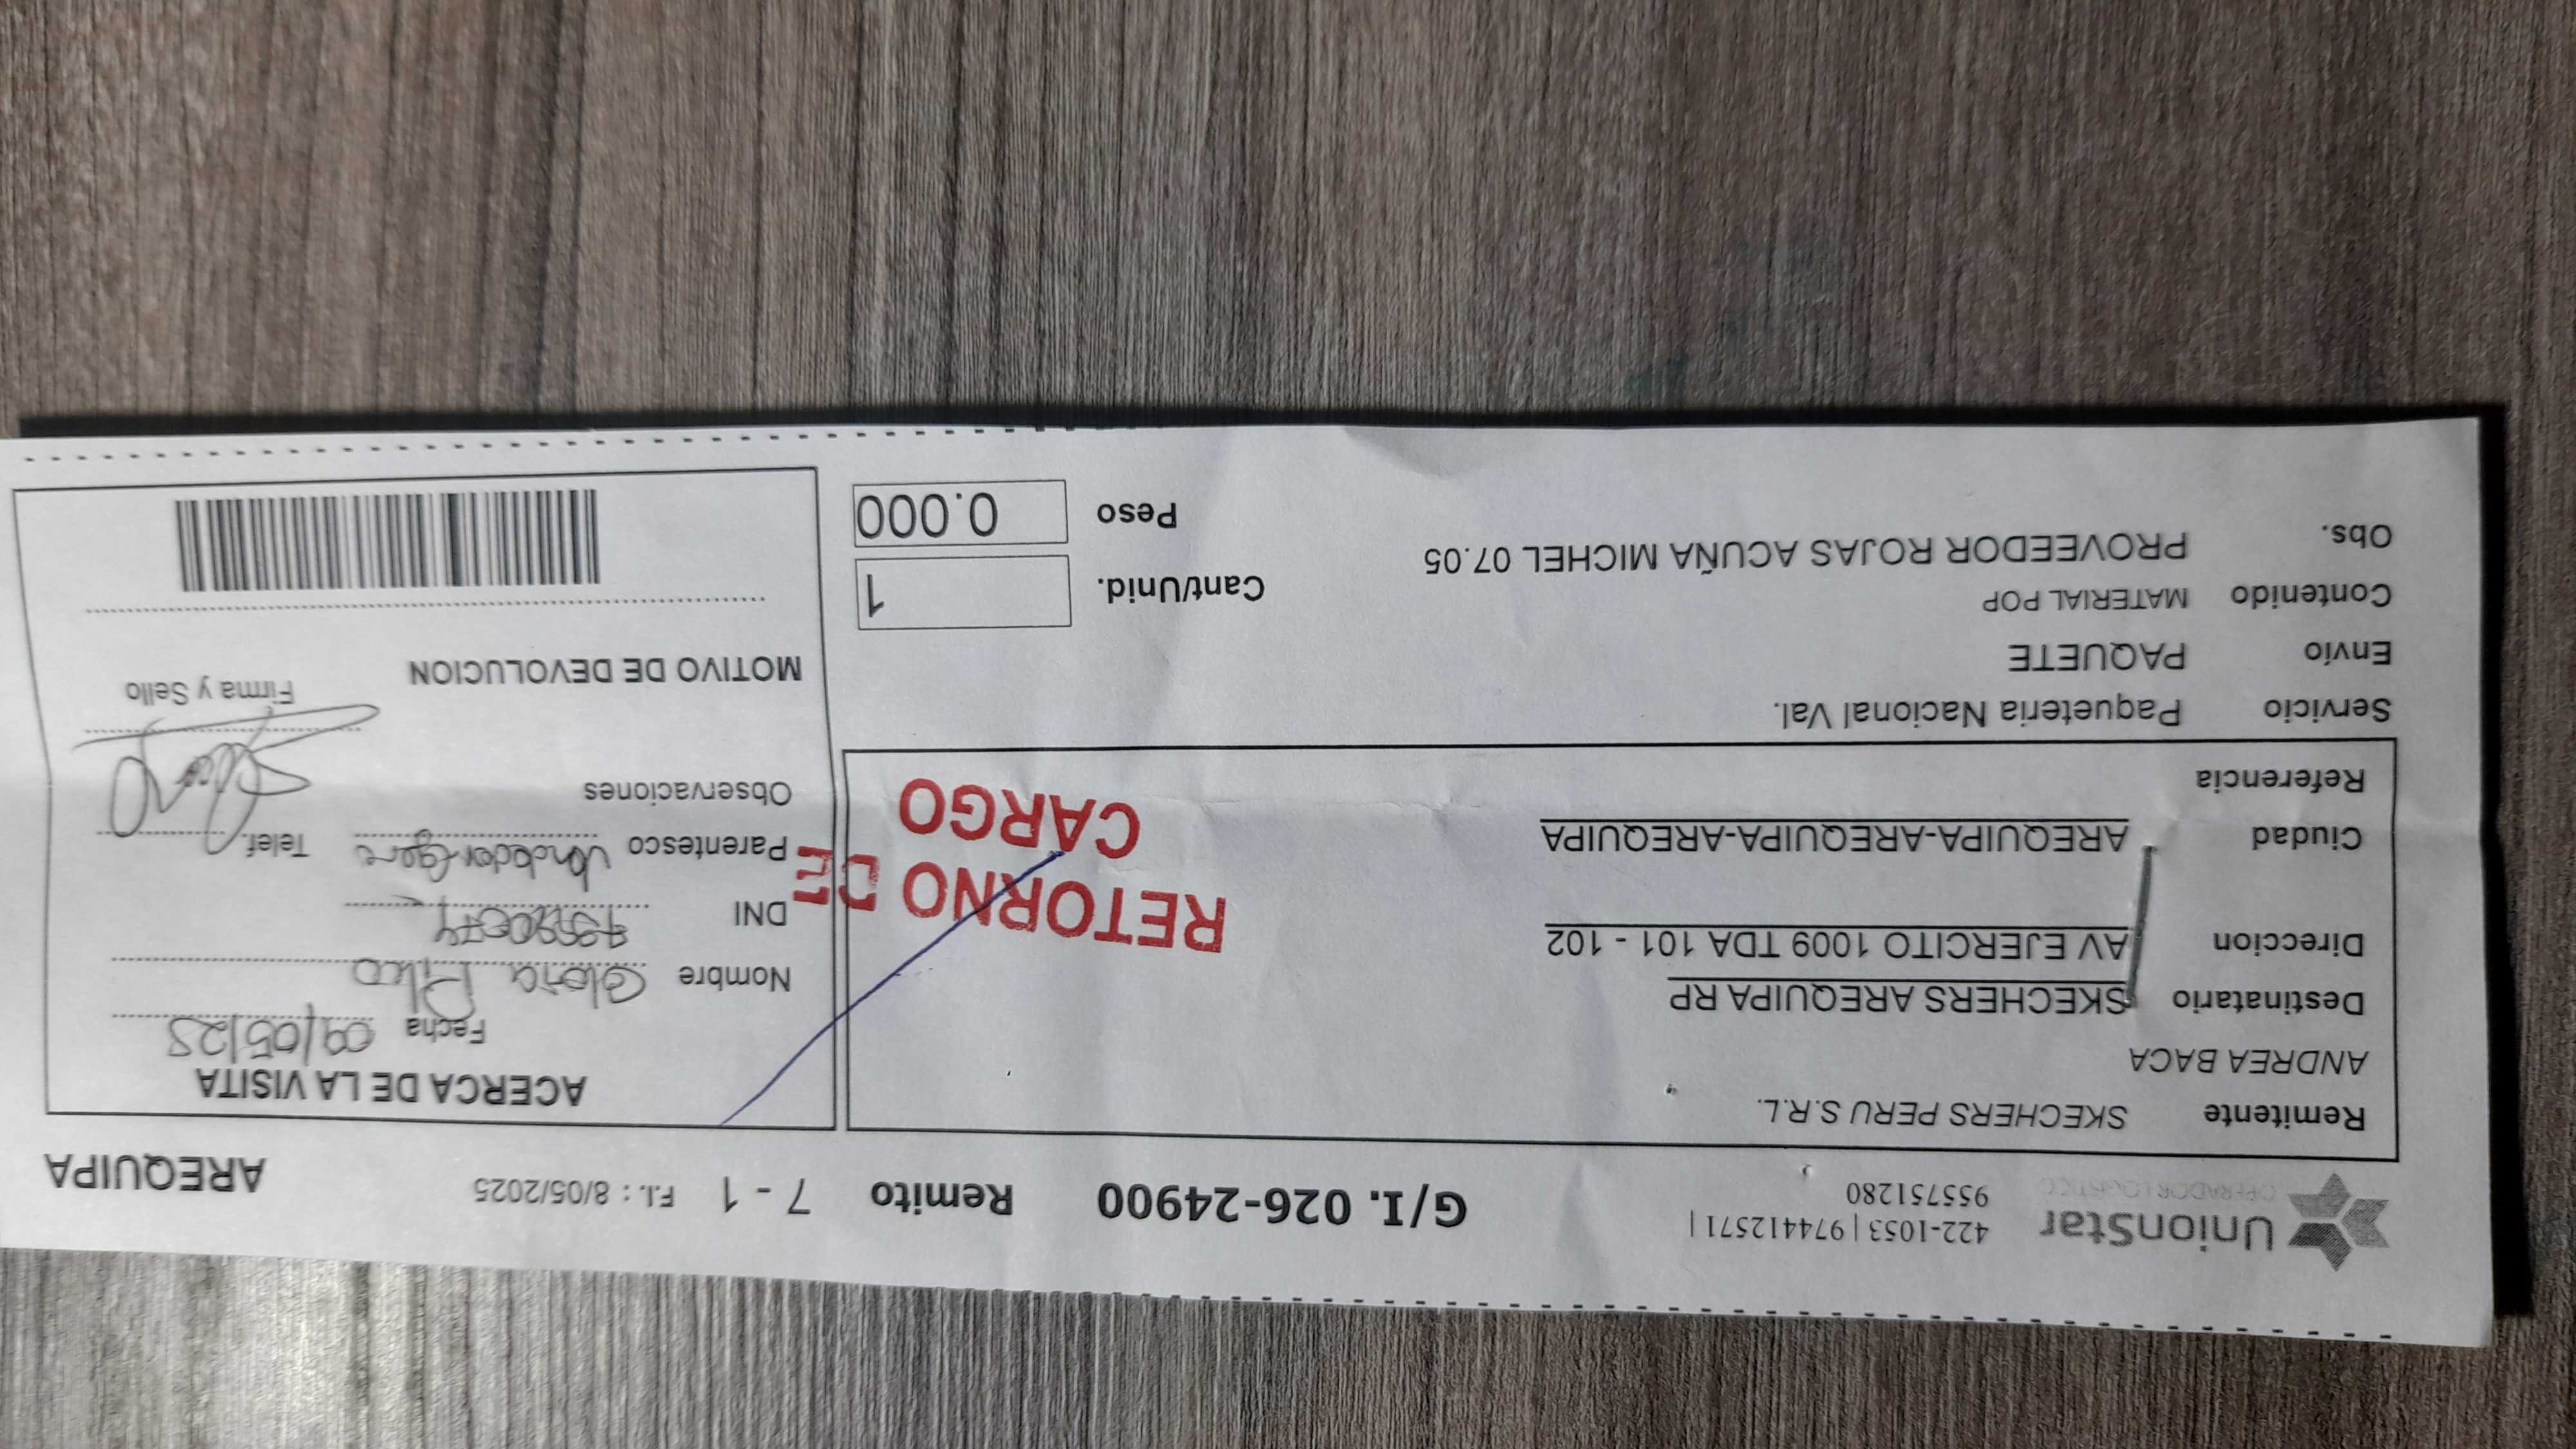 UnionStar
OPERADOR LOGISTICO
422-1053 | 974412571 |
955751280
G/I. 026-24900
Remito 7 - 1
F.I. : 8/05/2025
AREQUIPA
Remitente SKECHERS PERU S.R.L.
ANDREA BACA
Destinatario SKECHERS AREQUIPA RP
Direccion AV EJERCITO 1009 TDA 101 - 102
Ciudad AREQUIPA-AREQUIPA-AREQUIPA
Referencia
RETORNO DE
CARGO
Servicio Paqueteria Nacional Val.
Envío PAQUETE
Contenido MATERIAL POP
Obs. PROVEEDOR ROJAS ACUÑA MICHEL 07.05
Cant/Unid. 1
Peso 0.000
ACERCA DE LA VISITA
Fecha 09/05/25
Nombre Gloria
DNI
Parentesco Vendedor
Telef.
Observaciones
Firma y Sello
MOTIVO DE DEVOLUCION